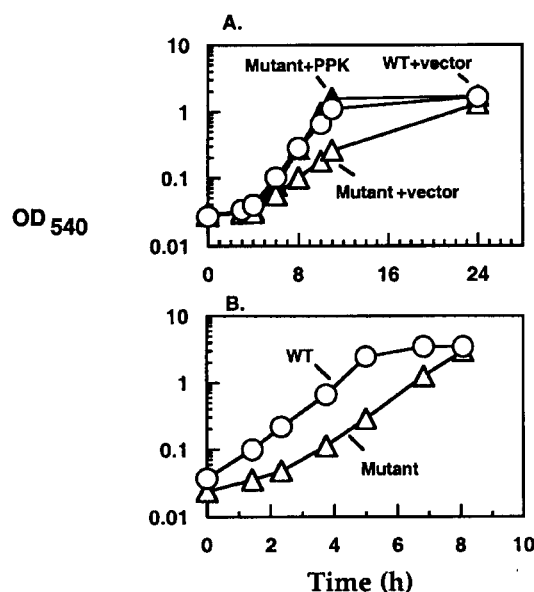 A.
10
Mutant+PPK
WT+vector
1
0.1
Mutant+vector
OD 540
0.01
0
8
16
24
B.
10
WT
1
0.1
Mutant
0.01
0
2
4
6
8
10
Time (h)